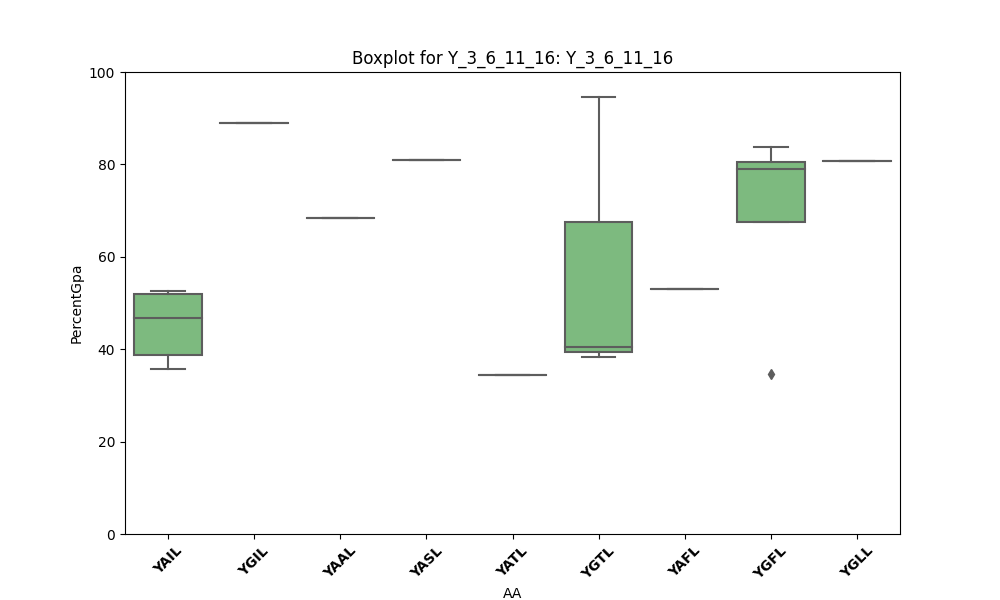 Boxplot for Y_3_6_11_16: Y_3_6_11_16
100
80
60
40
20
0
PercentGpa
YAIL
YGIL
YAAL
YASL
YATL
YGTL
YAFL
YGFL
YGLL
AA